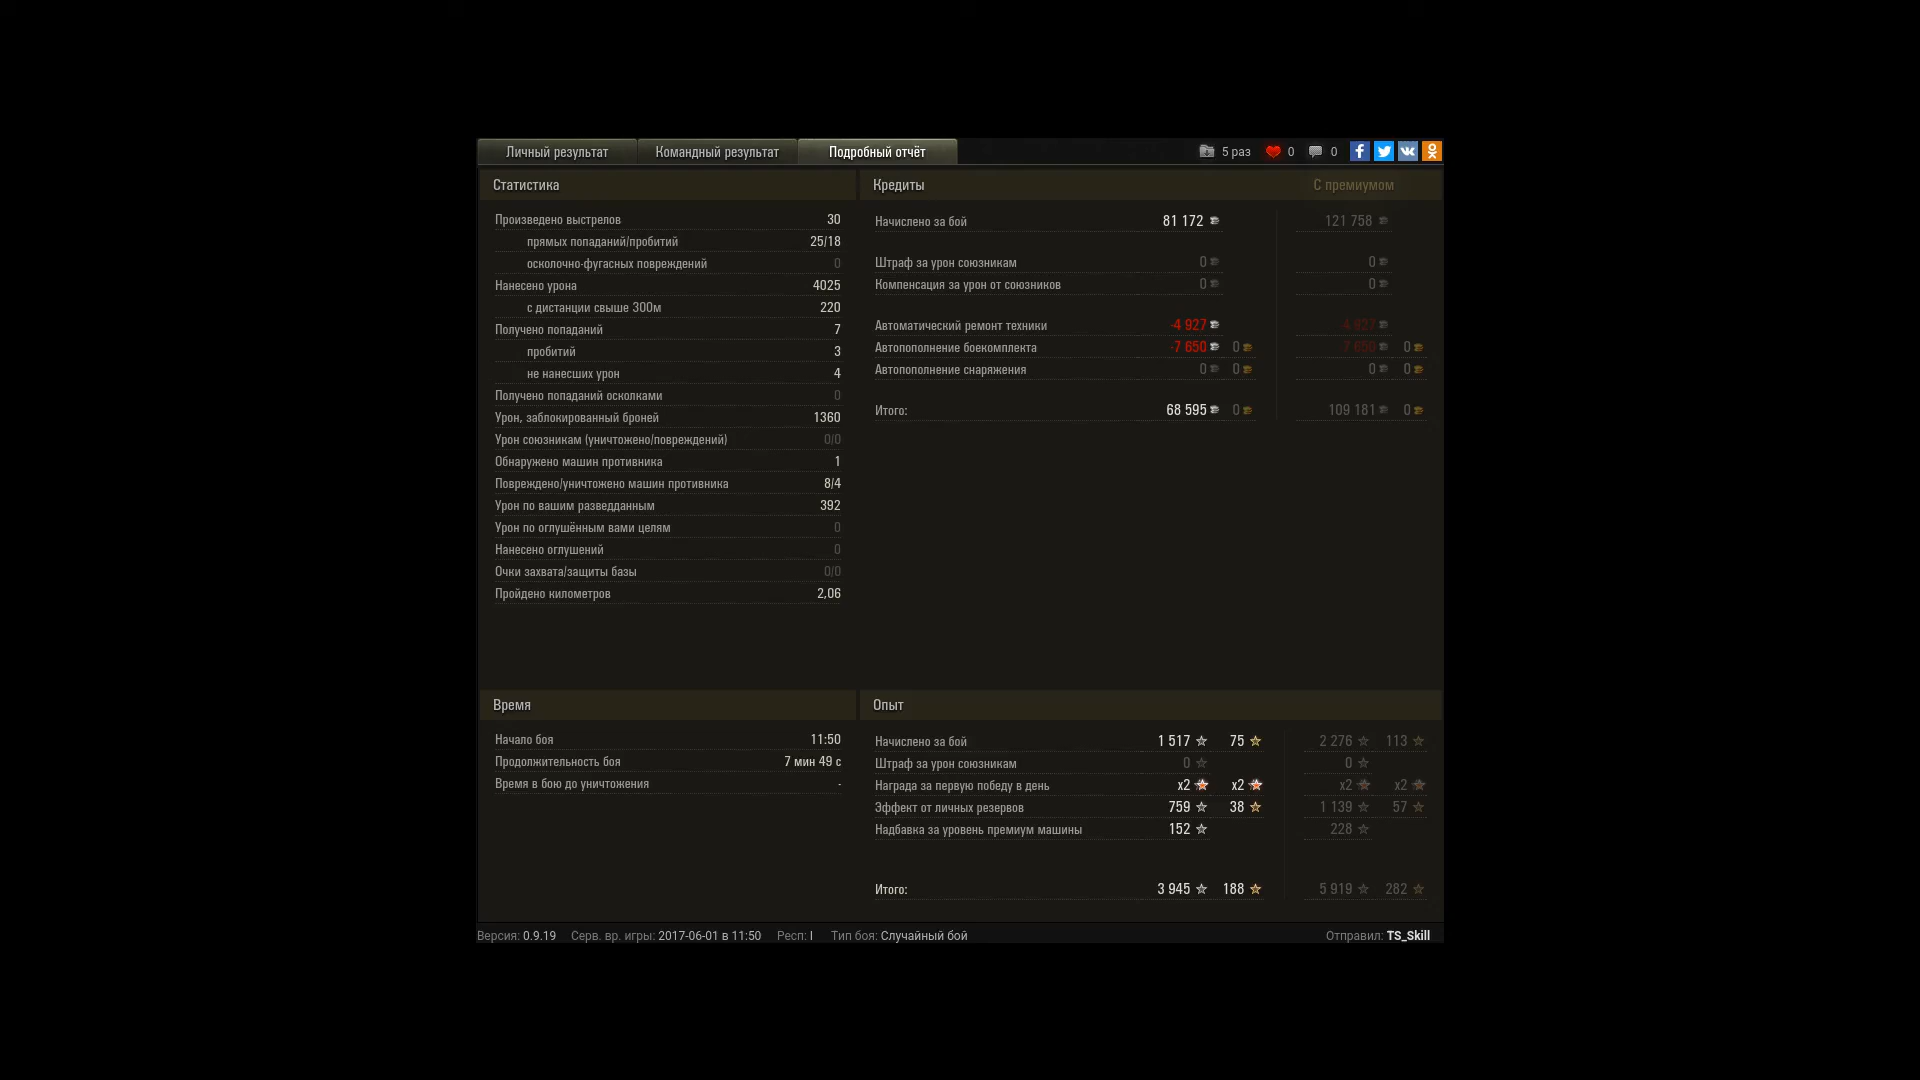 Личный результат Командный результат Подробный отчёт 5 раз 0 0
Статистика
Произведено выстрелов 30
прямых попаданий/пробитий 25/18
осколочно-фугасных повреждений 0
Нанесено урона 4025
с дистанции свыше 300м 220
Получено попаданий 7
пробитий 3
не нанесших урон 4
Получено попаданий осколками 0
Урон, заблокированный броней 1360
Урон союзникам (уничтожено/повреждений) 0/0
Обнаружено машин противника 1
Повреждено/уничтожено машин противника 8/4
Урон по вашим разведданным 392
Урон по оглушённым вами целям 0
Нанесено оглушений 0
Очки захвата/защиты базы 0/0
Пройдено километров 2,06
Кредиты С премиумом
Начислено за бой 81 172 121 758
Штраф за урон союзникам 0 0
Компенсация за урон от союзников 0 0
Автоматический ремонт техники -4 927 -4 927
Автопополнение боекомплекта -7 650 0 -7 650 0
Автопополнение снаряжения 0 0 0 0
Итого: 68 595 0 109 181 0
Время
Начало боя 11:50
Продолжительность боя 7 мин 49 с
Время в бою до уничтожения -
Опыт
Начислено за бой 1 517 75 2 276 113
Штраф за урон союзникам 0 0
Награда за первую победу в день x2 x2 x2 x2
Эффект от личных резервов 759 38 1 139 57
Надбавка за уровень премиум машины 152 228
Итого: 3 945 188 5 919 282
Версия: 0.9.19 Серв. вр. игры: 2017-06-01 в 11:50 Респ: I Тип боя: Случайный бой Отправил: TS_Skill